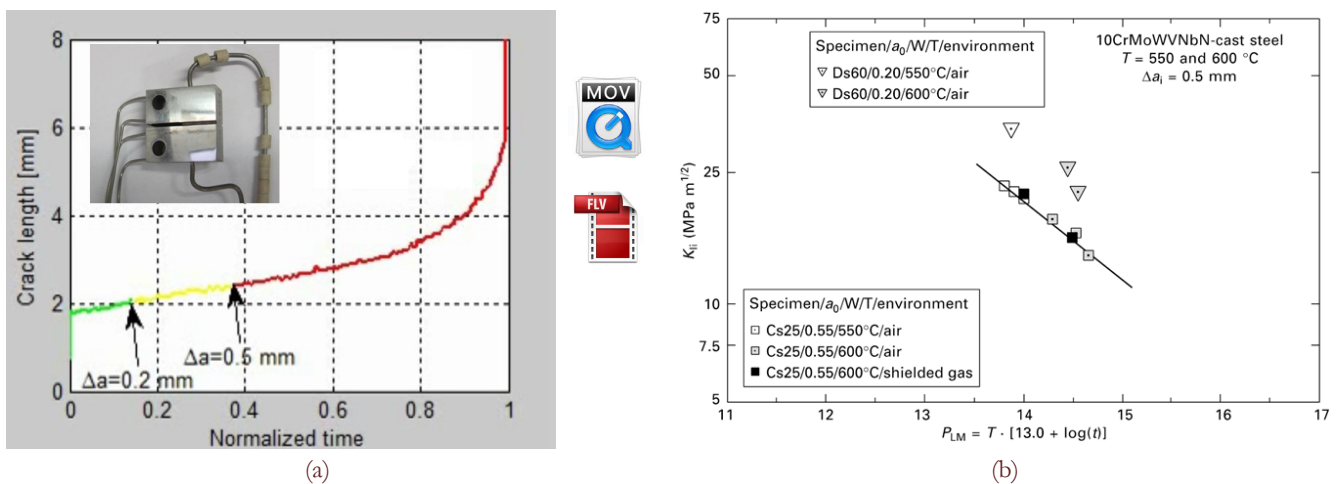 8
6
4
2
0
Crack length [mm]
Δa=0.2 mm
Δa=0.5 mm
0
0.2
0.4
0.6
0.8
1
Normalized time
(a)
MOV
FLV
75
50
25
10
7.5
5
K_Ii (MPa m^1/2)
Specimen/a₀/W/T/environment
Ds60/0.20/550°C/air
Ds60/0.20/600°C/air
10CrMoWVNbN-cast steel
T = 550 and 600 °C
Δaᵢ = 0.5 mm
Specimen/a₀/W/T/environment
Cs25/0.55/550°C/air
Cs25/0.55/600°C/air
Cs25/0.55/600°C/shielded gas
11
12
13
14
15
16
17
P_LM = T · [13.0 + log(t)]
(b)